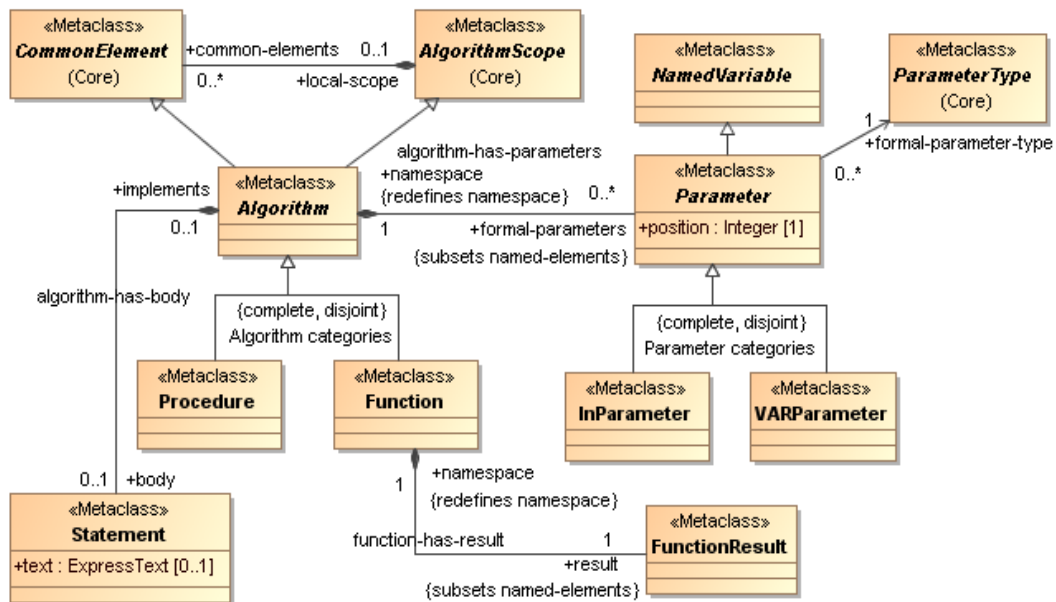 «Metaclass»
CommonElement
(Core)
+common-elements
0..1
0..*
+local-scope
«Metaclass»
AlgorithmScope
(Core)
«Metaclass»
NamedVariable
«Metaclass»
ParameterType
(Core)
1
+formal-parameter-type
0..*
+implements
0..1
«Metaclass»
Algorithm
algorithm-has-parameters
+namespace
{redefines namespace}
0..*
1
+formal-parameters
{subsets named-elements}
«Metaclass»
Parameter
+position : Integer [1]
algorithm-has-body
{complete, disjoint}
Algorithm categories
{complete, disjoint}
Parameter categories
«Metaclass»
Procedure
«Metaclass»
Function
«Metaclass»
InParameter
«Metaclass»
VARParameter
0..1
+body
«Metaclass»
Statement
+text : ExpressText [0..1]
+namespace
1
{redefines namespace}
function-has-result
1
+result
{subsets named-elements}
«Metaclass»
FunctionResult